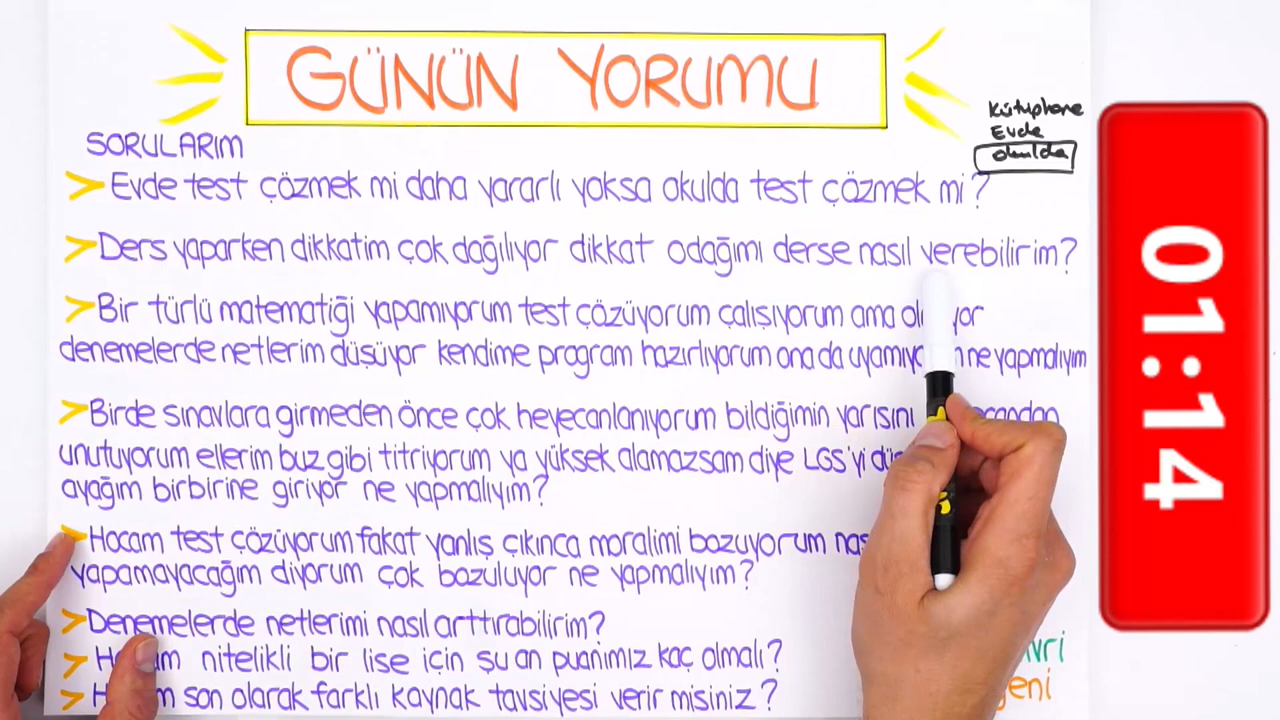 GÜNÜN YORUMU
Kütüphane
Evde
okulda
SORULARIM
> Evde test çözmek mi daha yararlı yoksa okulda test çözmek mi?
> Ders yaparken dikkatim çok dağılıyor dikkat odağımı derse nasıl verebilirim?
> Bir türlü matematiği yapamıyorum test çözüyorum çalışıyorum ama
denemelerde netlerim düşüyor kendime program hazırlıyorum ona da ne yapmalıyım
> Birde sınavlara girmeden önce çok heyecanlanıyorum bildiğimin yarısını
unutuyorum ellerim buz gibi titriyorum ya yüksek alamazsam diye LGS'yi
ayağım birbirine giriyor ne yapmalıyım?
> Hocam test çözüyorum fakat yanlış çıkınca moralimi bozuyorum
yapamayacağım diyorum çok bozuluyor ne yapmalıyım?
> Denemelerde netlerimi nasıl arttırabilirim?
> nitelikli bir lise için şu an puanımız kaç olmalı?
> son olarak farklı kaynak tavsiyesi verir misiniz?
01:14